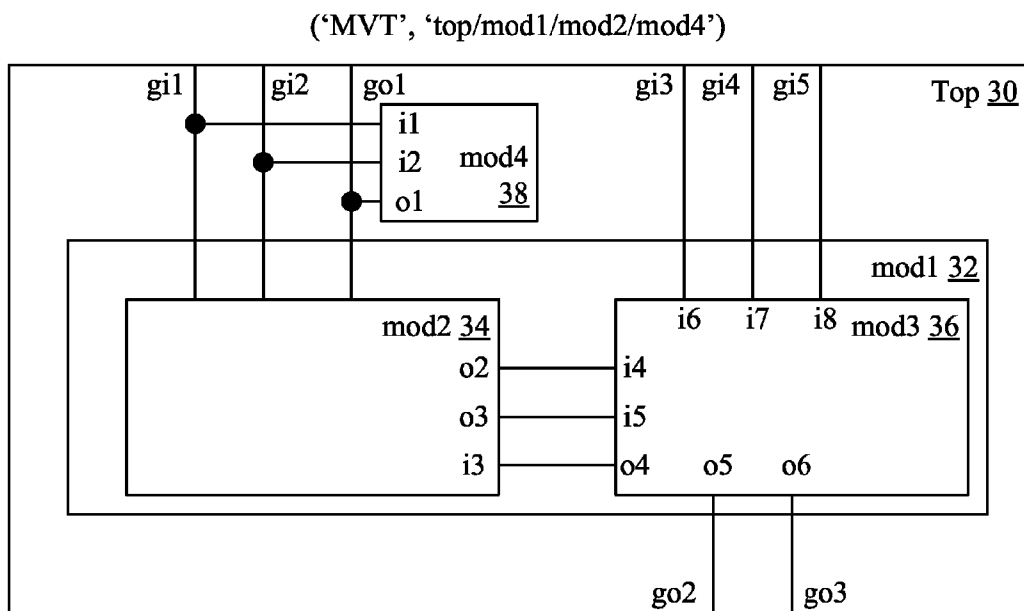 (‘MVT’, ‘top/mod1/mod2/mod4’)
gi1 gi2 go1 gi3 gi4 gi5 Top 30
i1
i2 mod4
o1 38
mod1 32
mod2 34 i6 i7 i8 mod3 36
o2 i4
o3 i5
i3 o4 o5 o6
go2 go3